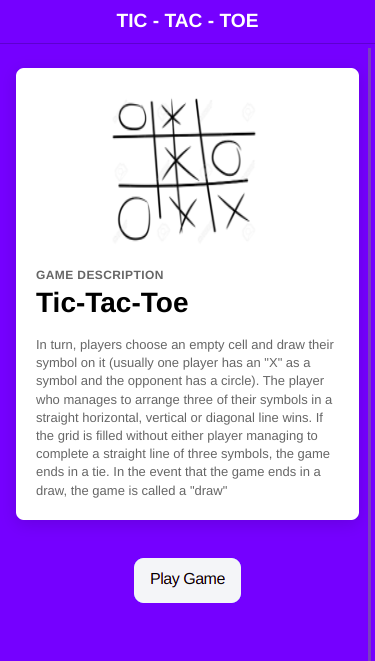 TIC - TAC - TOE
GAME DESCRIPTION
Tic-Tac-Toe
In turn, players choose an empty cell and draw their
symbol on it (usually one player has an "X" as a
symbol and the opponent has a circle). The player
who manages to arrange three of their symbols in a
straight horizontal, vertical or diagonal line wins. If
the grid is filled without either player managing to
complete a straight line of three symbols, the game
ends in a tie. In the event that the game ends in a
draw, the game is called a "draw"
Play Game